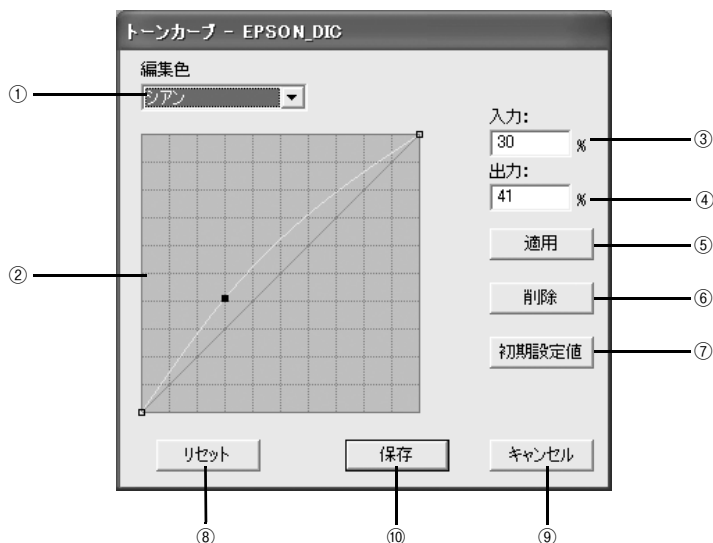 トーンカーブ - EPSON_DIC
編集色
① シアン
入力:
30 % ③
出力:
41 % ④
適用 ⑤
②
削除 ⑥
初期設定値 ⑦
リセット 保存 キャンセル
⑧ ⑩ ⑨